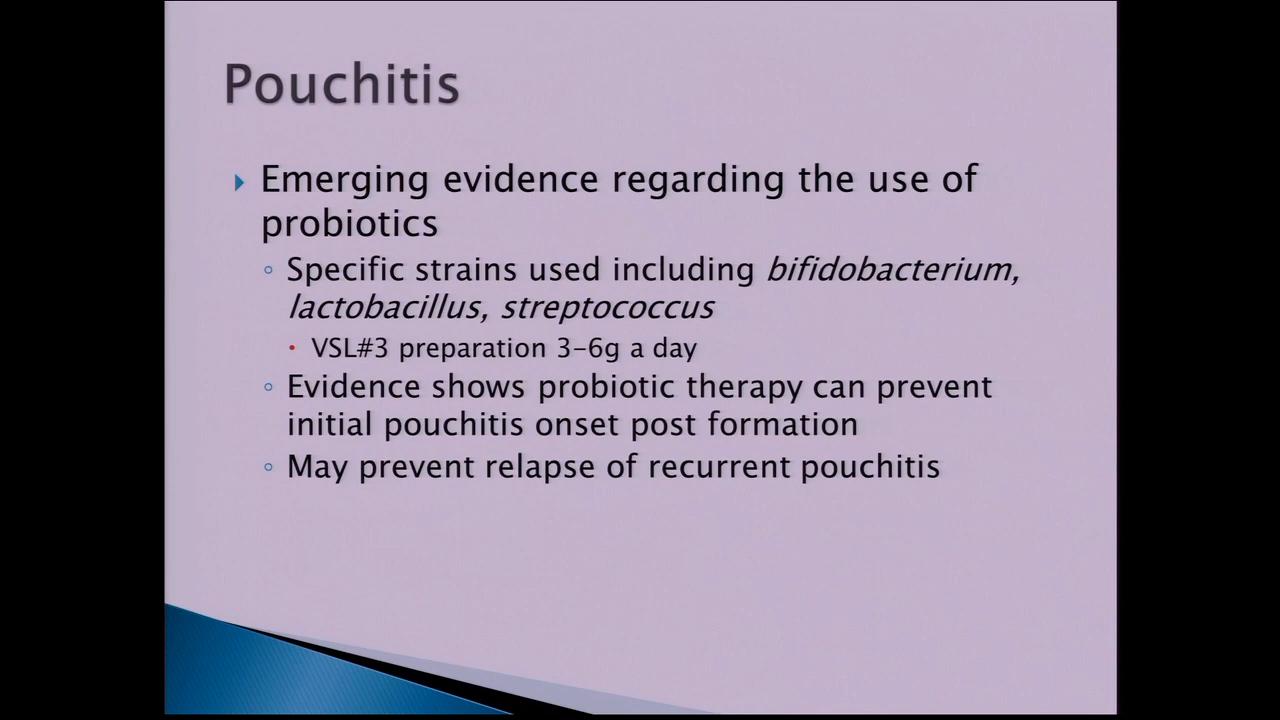 Pouchitis
Emerging evidence regarding the use of
probiotics
Specific strains used including bifidobacterium,
lactobacillus, streptococcus
VSL#3 preparation 3-6g a day
Evidence shows probiotic therapy can prevent
initial pouchitis onset post formation
May prevent relapse of recurrent pouchitis